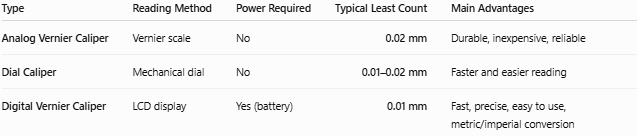 Type Reading Method Power Required Typical Least Count Main Advantages
Analog Vernier Caliper Vernier scale No 0.02 mm Durable, inexpensive, reliable
Dial Caliper Mechanical dial No 0.01–0.02 mm Faster and easier reading
Digital Vernier Caliper LCD display Yes (battery) 0.01 mm Fast, precise, easy to use,
metric/imperial conversion